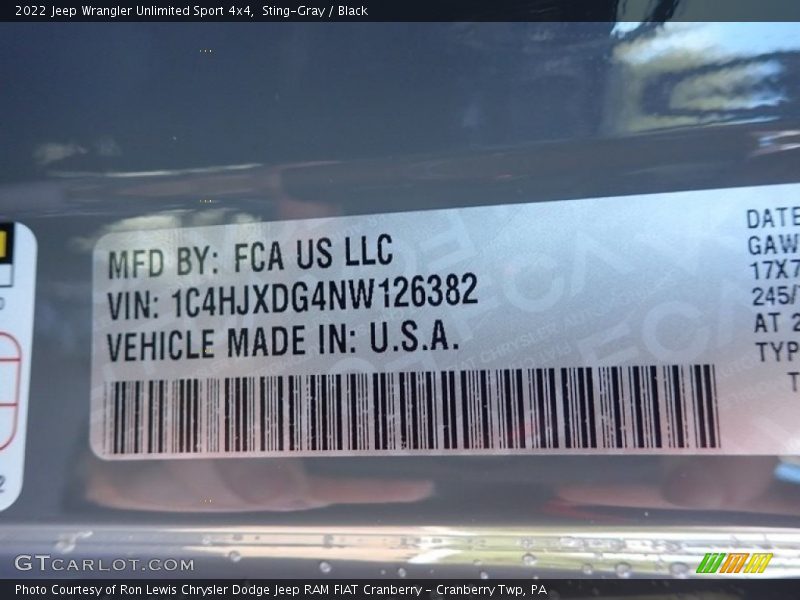 2022 Jeep Wrangler Unlimited Sport 4x4, Sting-Gray / Black
MFD BY: FCA US LLC
VIN: 1C4HJXDG4NW126382
VEHICLE MADE IN: U.S.A.
DATE
GAW
17X7
245/
AT 2
TYP
T
GTCARLOT.COM
Photo Courtesy of Ron Lewis Chrysler Dodge Jeep RAM FIAT Cranberry - Cranberry Twp, PA